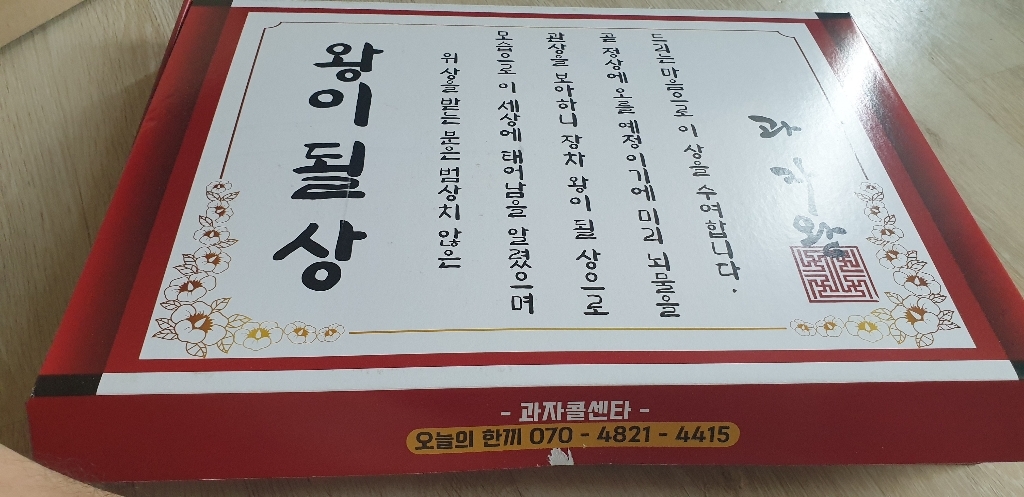 왕이 될 상
위 상을 받는 분은 범상치 않은
모습으로 이 세상에 태어남을 알렸으며
관상을 보아하니 장차 왕이 될 상으로
곧 정상에 오를 예정이기에 미리 뇌물을
드리는 마음으로 이 상을 수여합니다.
과자왕
- 과자콜센타 -
오늘의 한끼 070 - 4821 - 4415